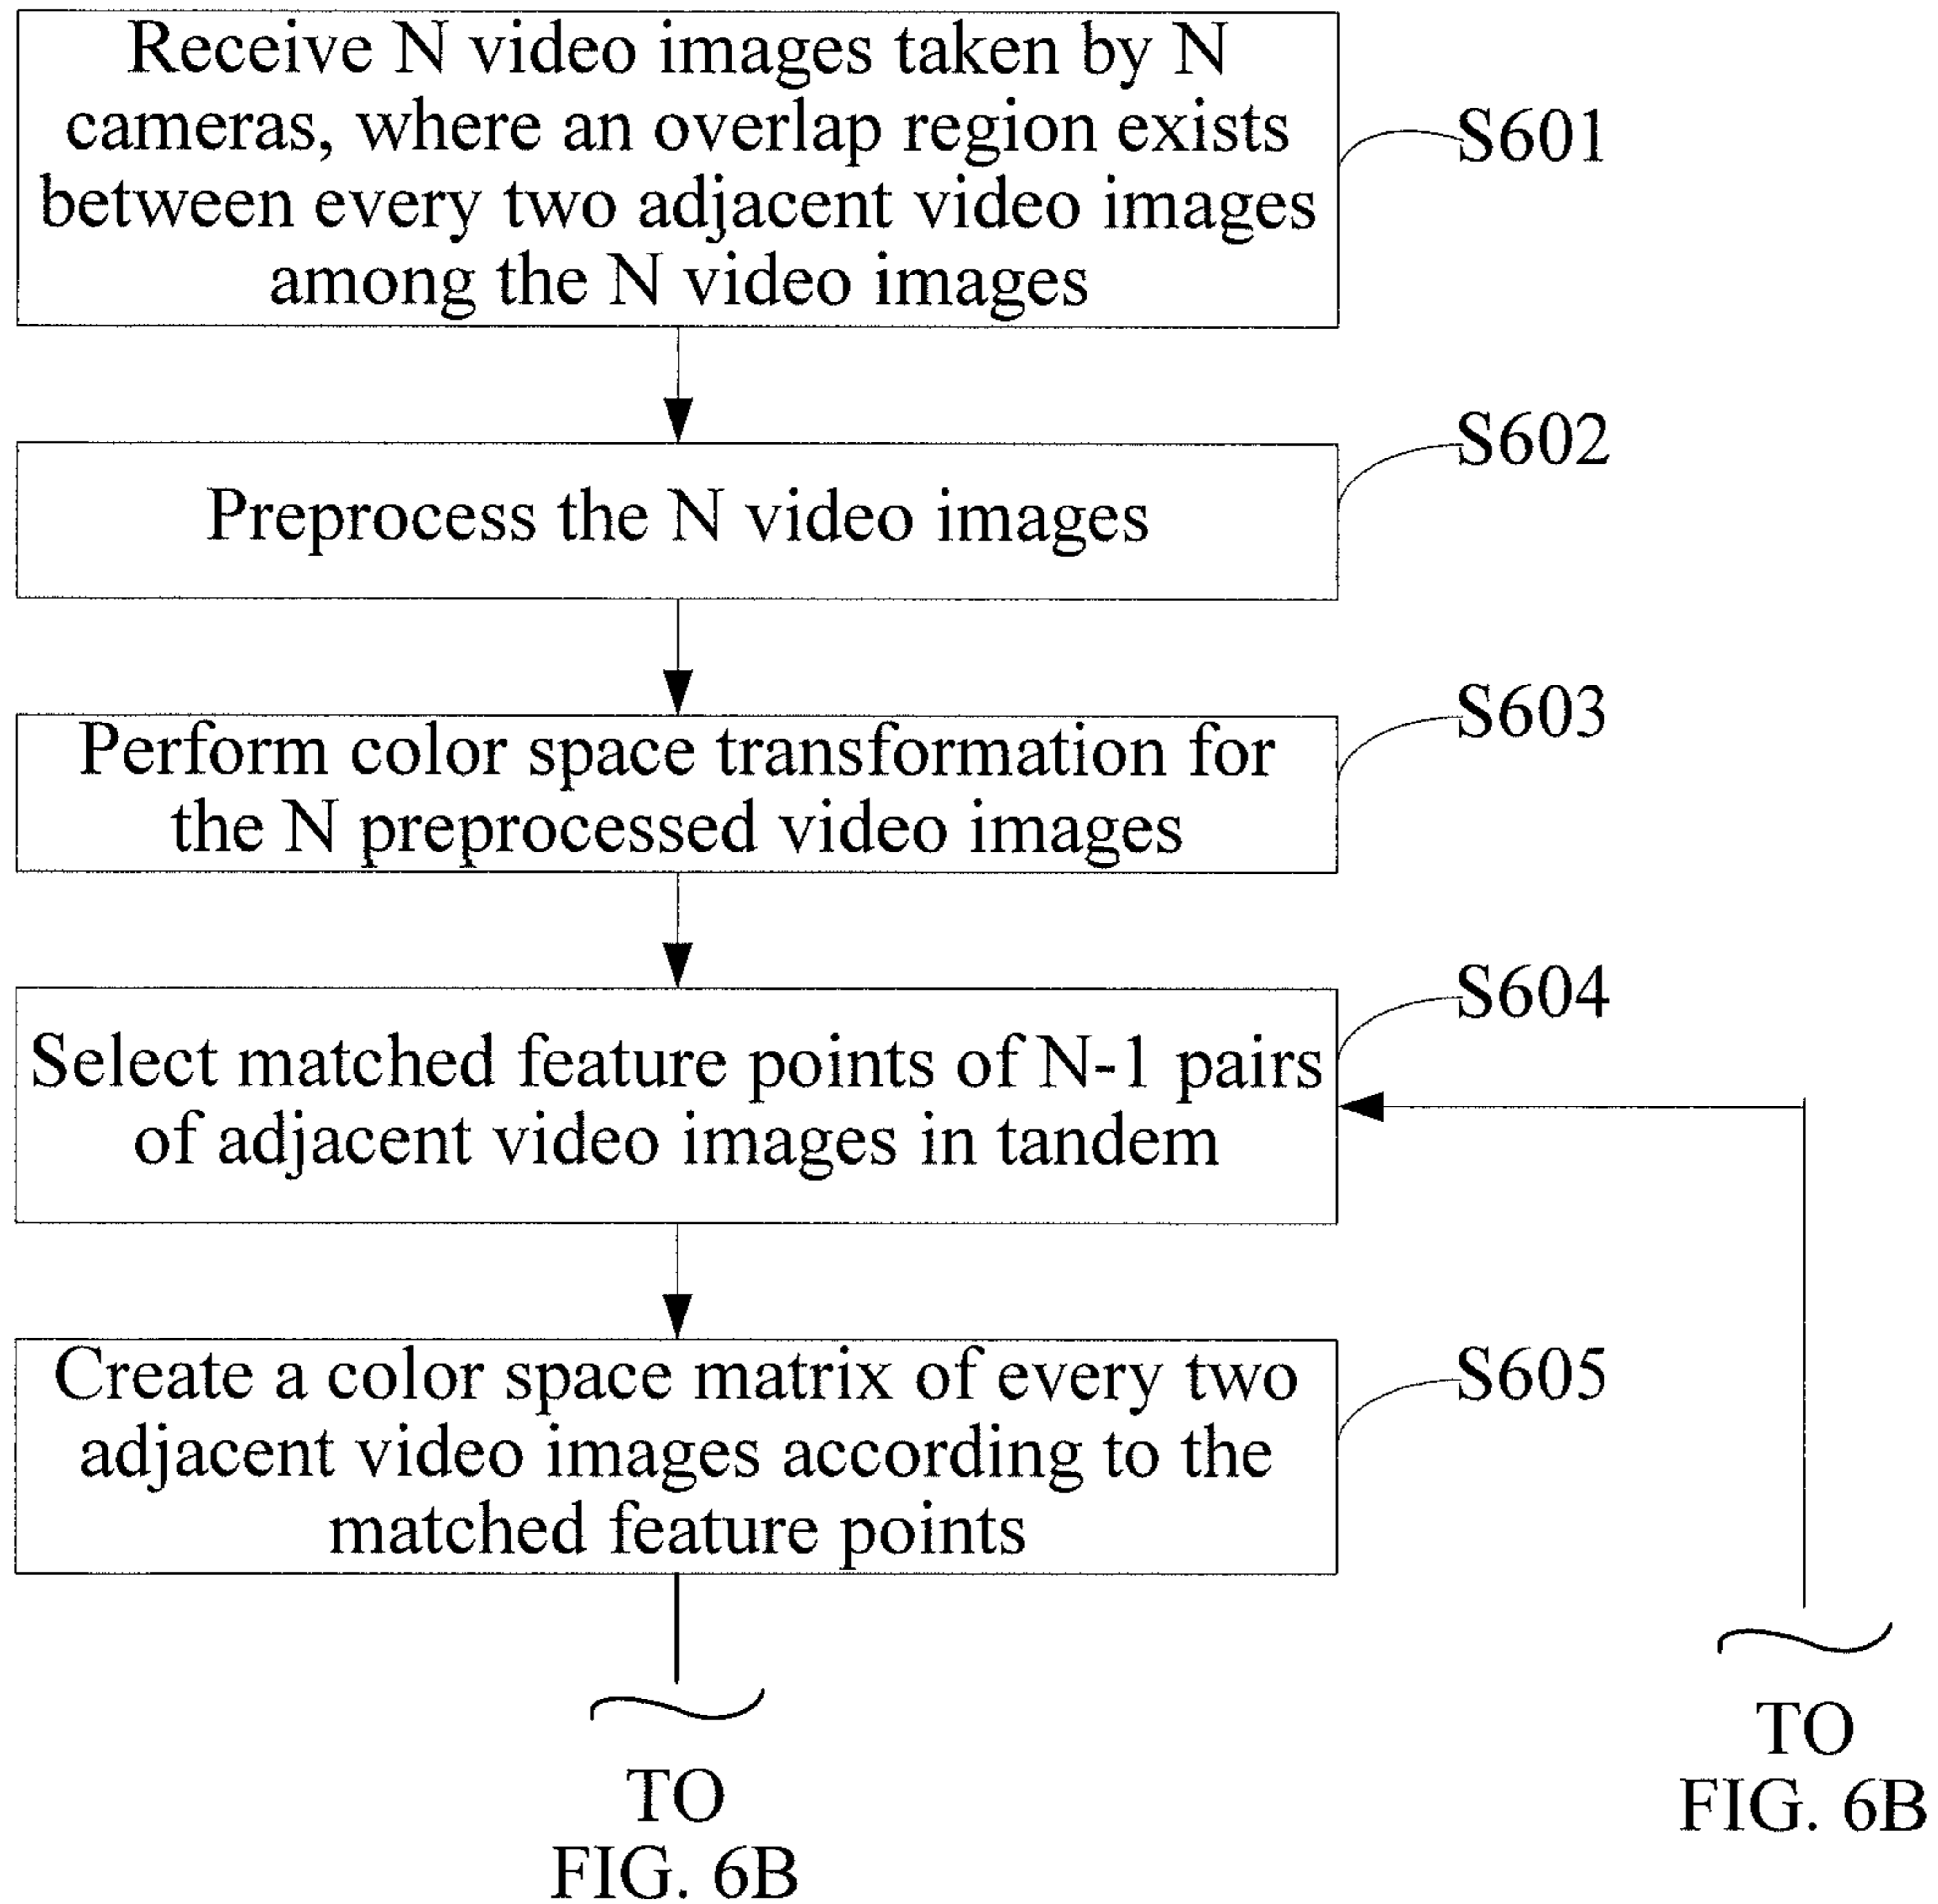 Receive N video images taken by N
cameras, where an overlap region exists
between every two adjacent video images
among the N video images
S601
S602
Preprocess the N video images
S603
Perform color space transformation for
the N preprocessed video images
S604
Select matched feature points of N-1 pairs
of adjacent video images in tandem
S605
Create a color space matrix of every two
adjacent video images according to the
matched feature points
TO
FIG. 6B
TO
FIG. 6B